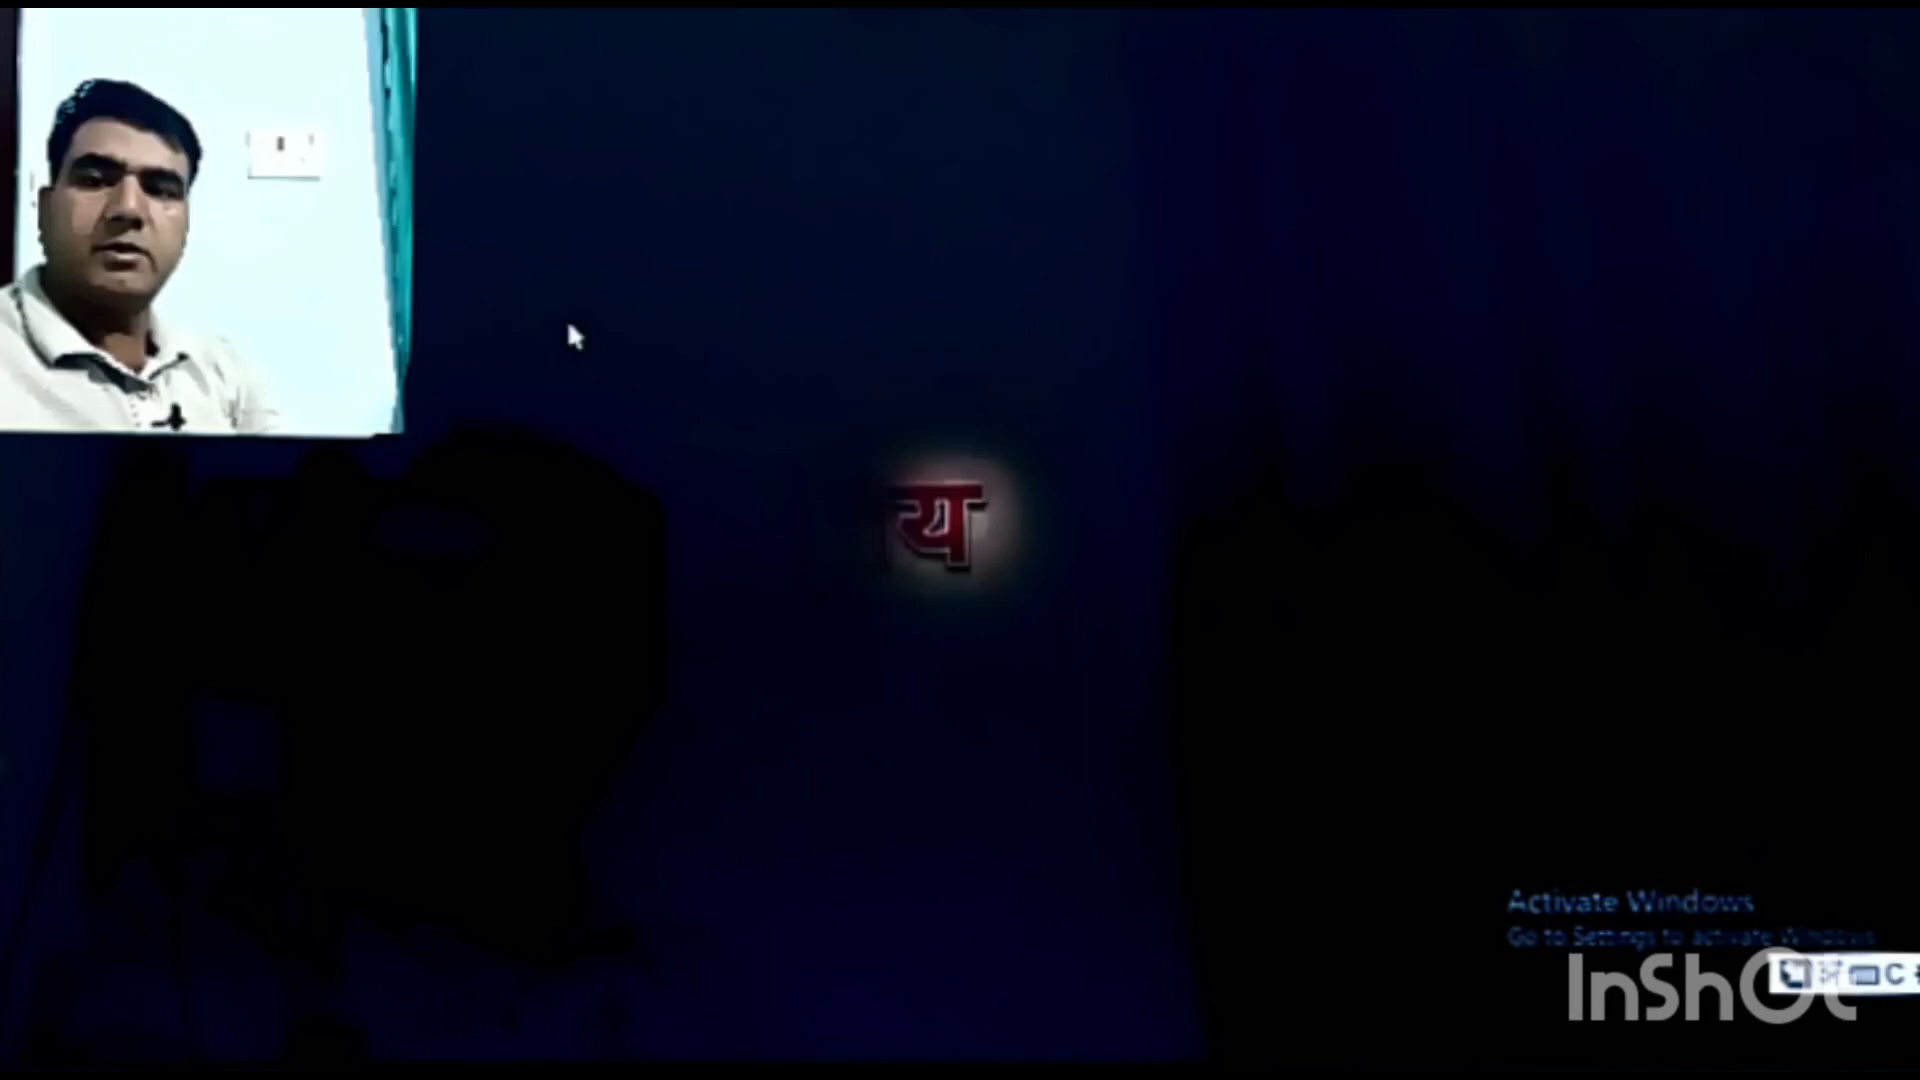 य
Activate Windows
Go to Settings to activate Windows.
InShOt